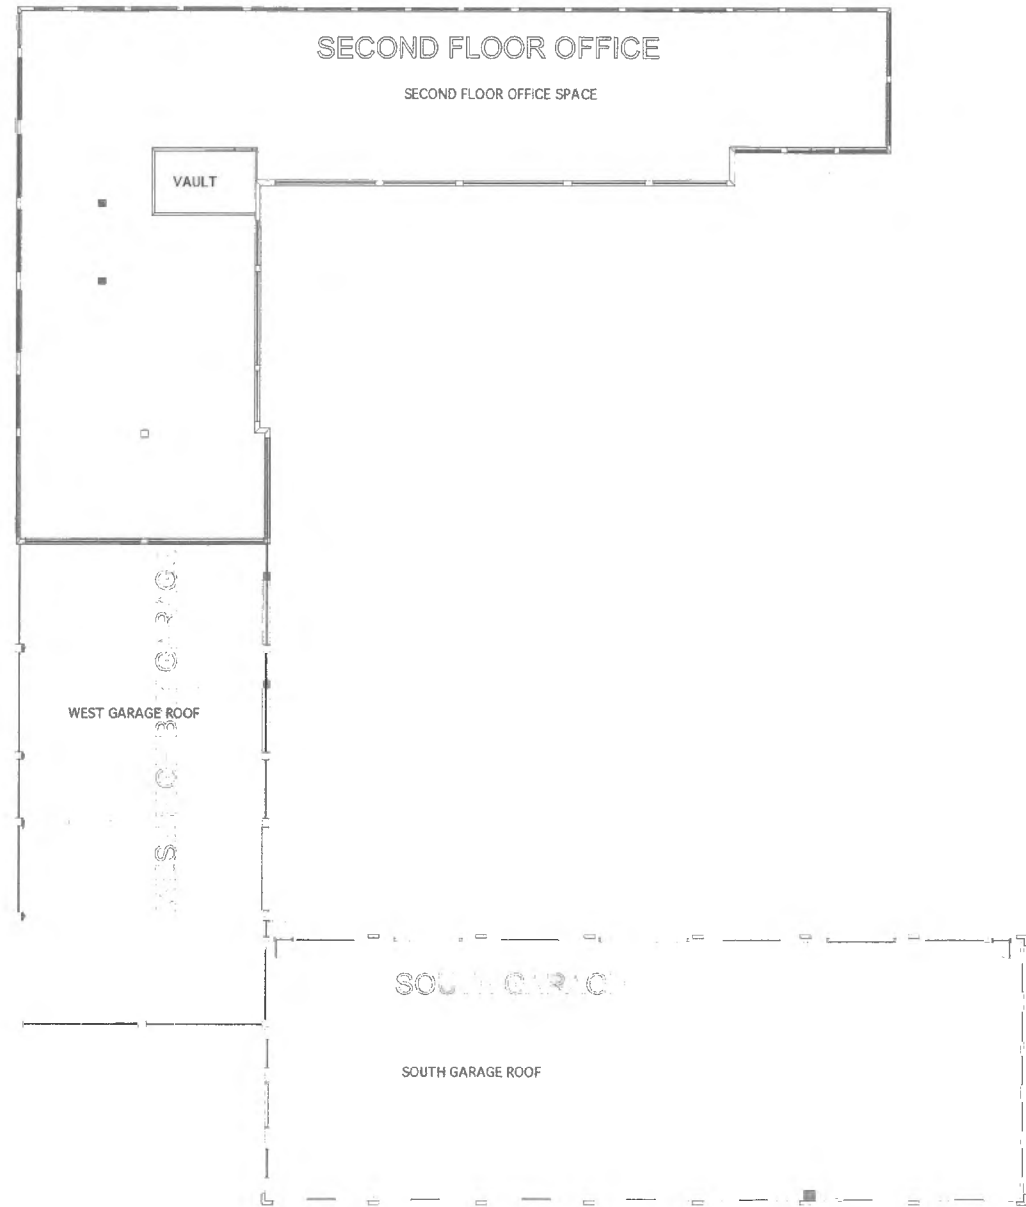 SECOND FLOOR OFFICE
SECOND FLOOR OFFICE SPACE
VAULT
WEST GARAGE ROOF
SOUTH GARAGE ROOF